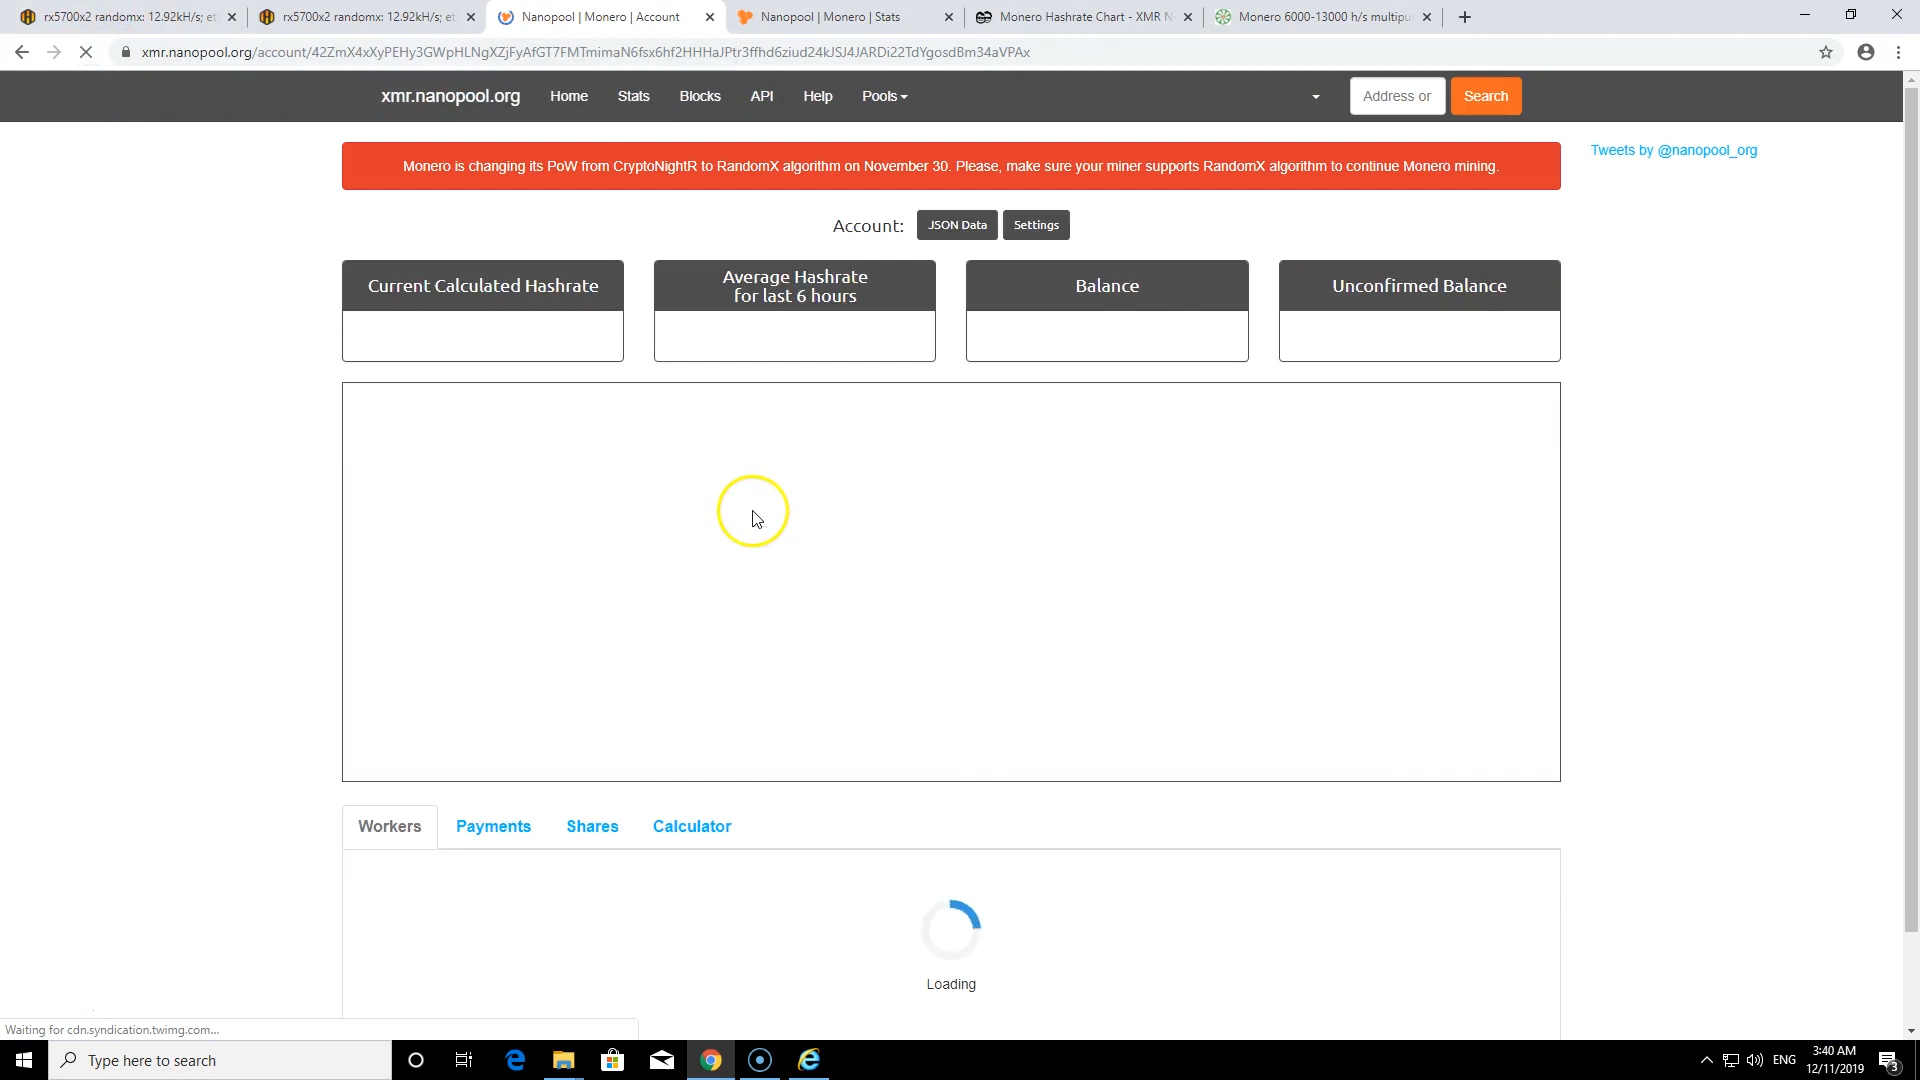 rx5700x2 randomx: 12.92kH/s; et
rx5700x2 randomx: 12.92kH/s; et
Nanopool | Monero | Account
Nanopool | Monero | Stats
Monero Hashrate Chart - XMR N
Monero 6000-13000 h/s multipu
xmr.nanopool.org/account/42ZmX4xXyPEHy3GWpHLNgXZjFyAfGT7FMTmimaN6fsx6hf2HHHaJPtr3ffhd6ziud24kJSJ4JARDi22TdYgosdBm34aVPAx
xmr.nanopool.org
Home
Stats
Blocks
API
Help
Pools
Address or
Search
Monero is changing its PoW from CryptoNightR to RandomX algorithm on November 30. Please, make sure your miner supports RandomX algorithm to continue Monero mining.
Tweets by @nanopool_org
Account:
JSON Data
Settings
Current Calculated Hashrate
Average Hashrate
for last 6 hours
Balance
Unconfirmed Balance
Workers
Payments
Shares
Calculator
Loading
Waiting for cdn.syndication.twimg.com...
Type here to search
ENG
3:40 AM
12/11/2019
3